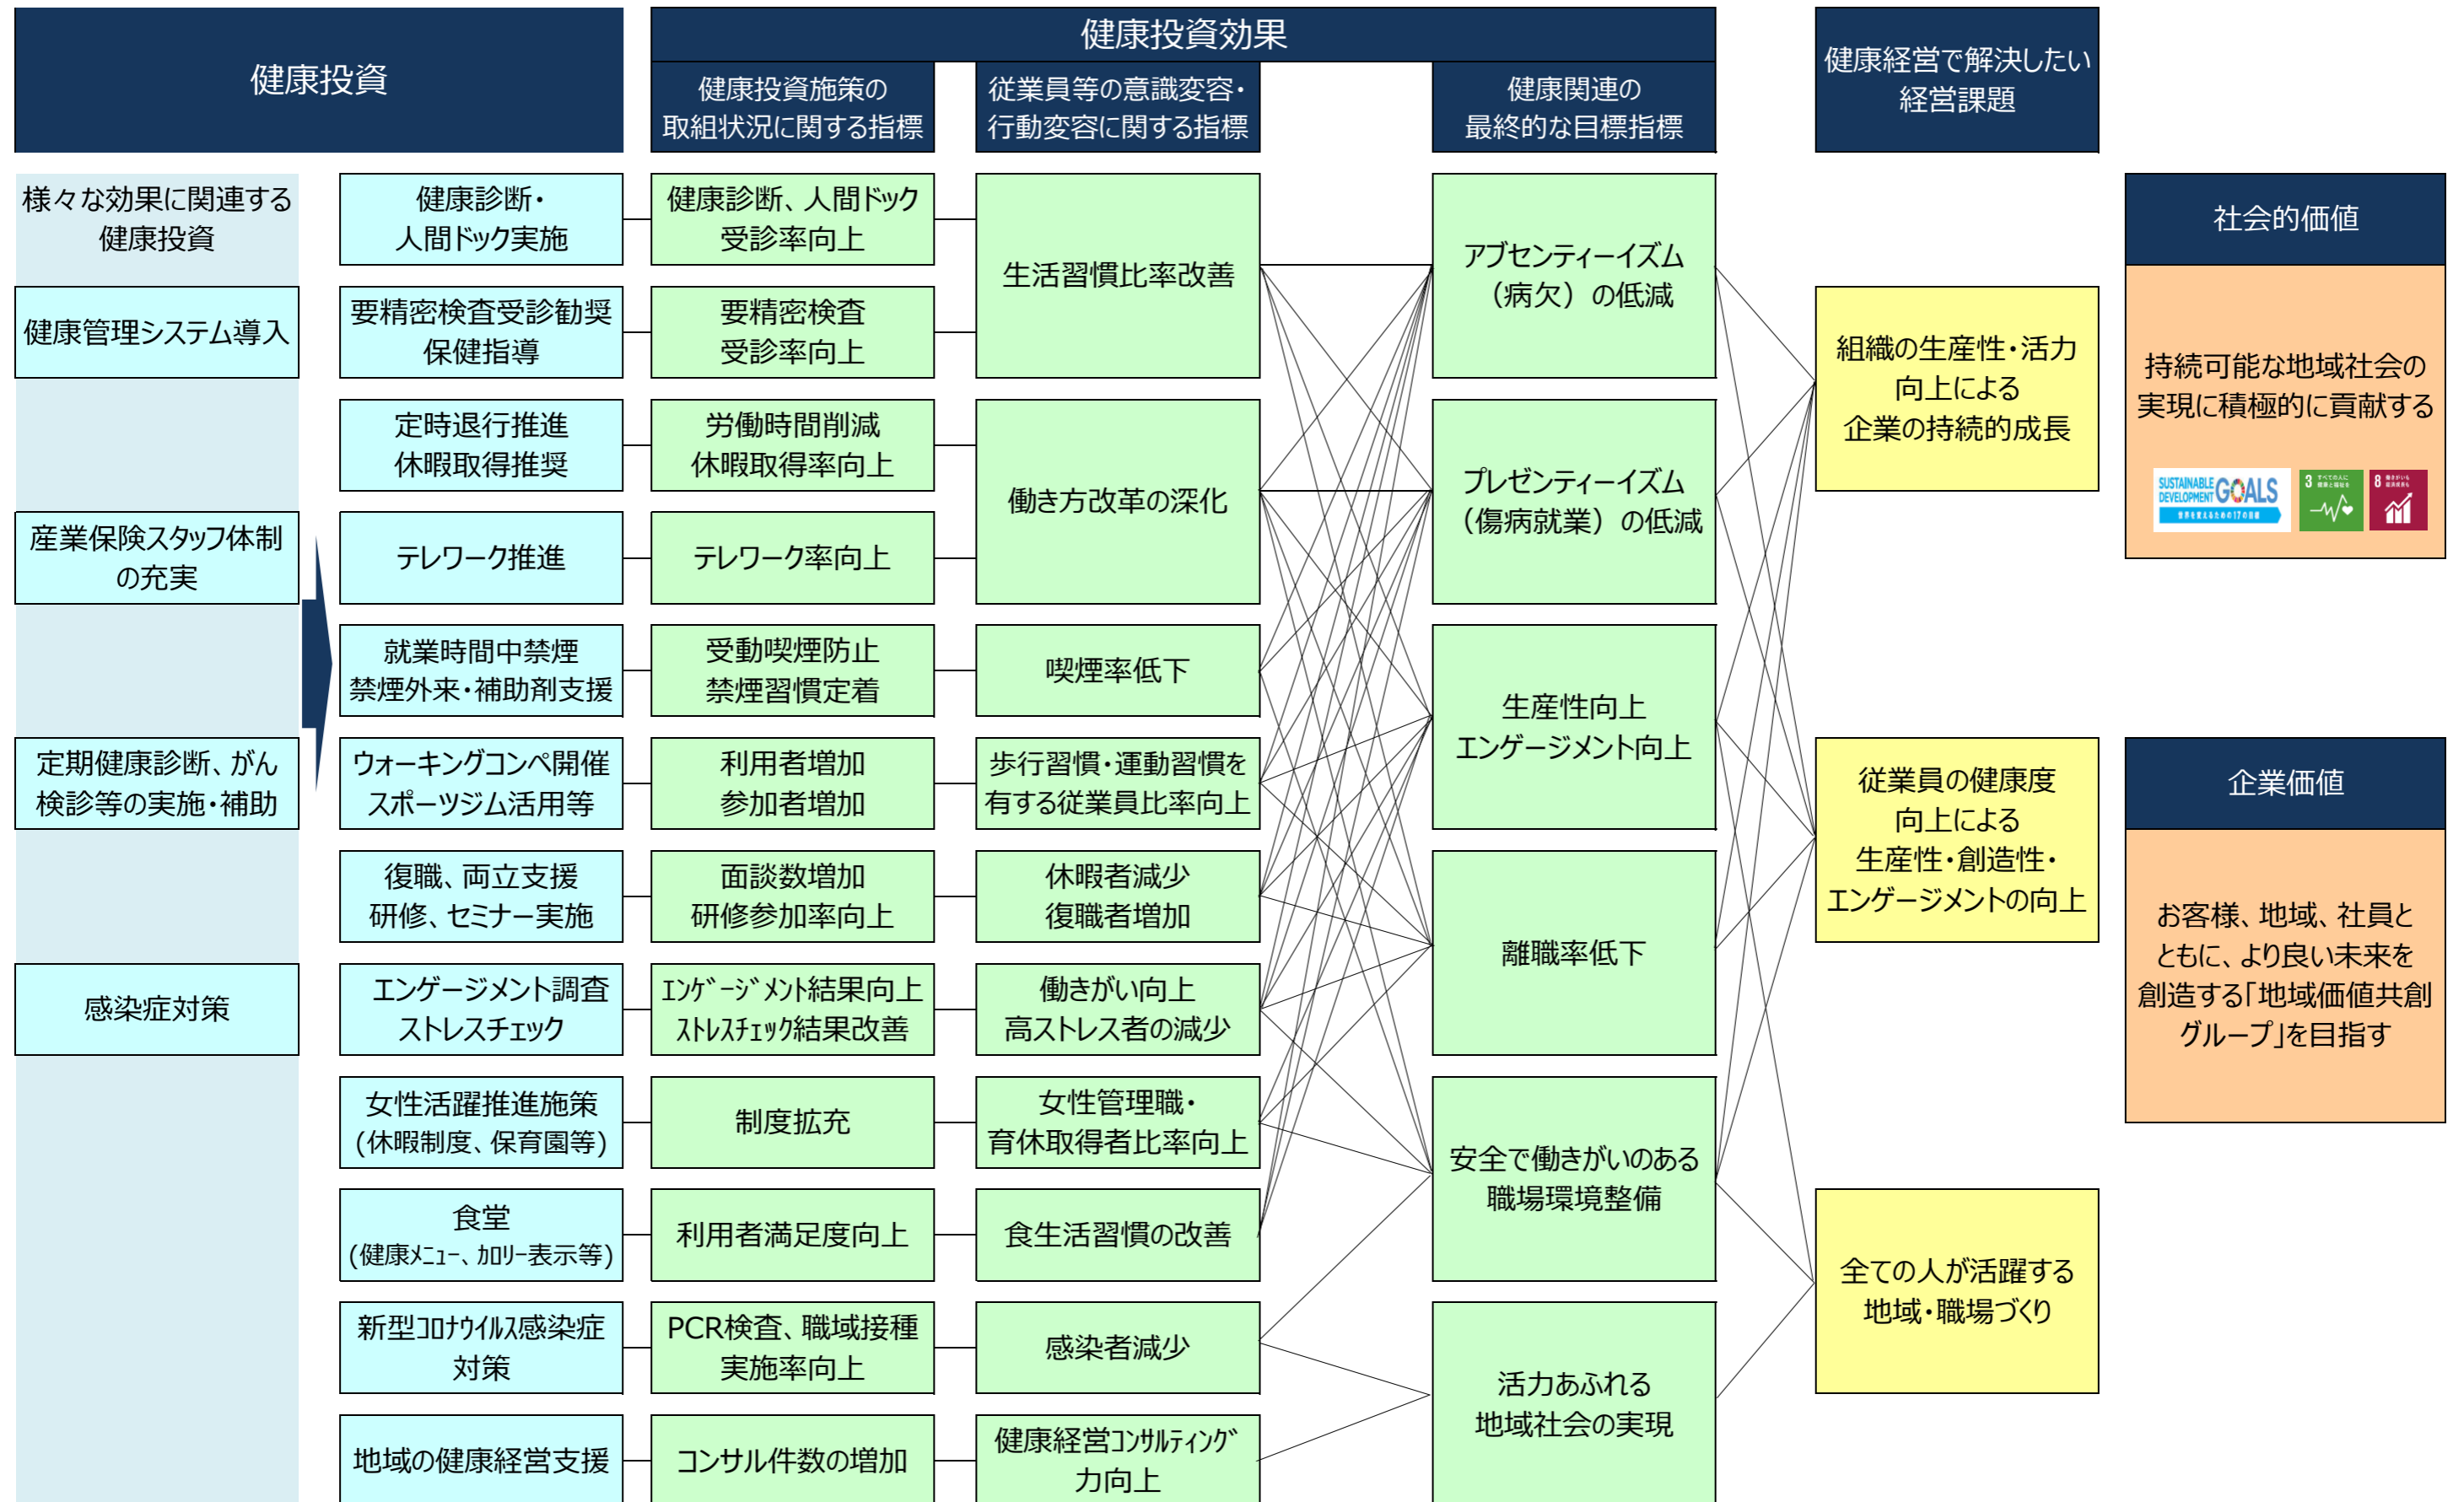 健康投資
健康投資効果
健康投資施策の
取組状況に関する指標
従業員等の意識変容・
行動変容に関する指標
健康関連の
最終的な目標指標
健康経営で解決したい
経営課題
様々な効果に関連する
健康投資
健康管理システム導入
産業保険スタッフ体制
の充実
定期健康診断、がん
検診等の実施・補助
感染症対策
健康診断・
人間ドック実施
要精密検査受診勧奨
保健指導
定時退行推進
休暇取得推奨
テレワーク推進
就業時間中禁煙
禁煙外来・補助剤支援
ウォーキングコンペ開催
スポーツジム活用等
復職、両立支援
研修、セミナー実施
エンゲージメント調査
ストレスチェック
女性活躍推進施策
(休暇制度、保育園等)
食堂
(健康ﾒﾆｭｰ、ｶﾛﾘｰ表示等)
新型ｺﾛﾅｳｲﾙｽ感染症
対策
地域の健康経営支援
健康診断、人間ドック
受診率向上
要精密検査
受診率向上
労働時間削減
休暇取得率向上
テレワーク率向上
受動喫煙防止
禁煙習慣定着
利用者増加
参加者増加
面談数増加
研修参加率向上
ｴﾝｹﾞｰｼﾞﾒﾝﾄ結果向上
ｽﾄﾚｽﾁｪｯｸ結果改善
制度拡充
利用者満足度向上
PCR検査、職域接種
実施率向上
コンサル件数の増加
生活習慣比率改善
働き方改革の深化
喫煙率低下
歩行習慣・運動習慣を
有する従業員比率向上
休暇者減少
復職者増加
働きがい向上
高ストレス者の減少
女性管理職・
育休取得者比率向上
食生活習慣の改善
感染者減少
健康経営ｺﾝｻﾙﾃｨﾝｸﾞ
力向上
アブセンティーイズム
（病欠）の低減
プレゼンティーイズム
（傷病就業）の低減
生産性向上
エンゲージメント向上
離職率低下
安全で働きがいのある
職場環境整備
活力あふれる
地域社会の実現
組織の生産性・活力
向上による
企業の持続的成長
従業員の健康度
向上による
生産性・創造性・
エンゲージメントの向上
全ての人が活躍する
地域・職場づくり
社会的価値
持続可能な地域社会の
実現に積極的に貢献する
SUSTAINABLE
DEVELOPMENT GOALS
世界を変えるための17の目標
3 すべての人に
健康と福祉を
8 働きがいも
経済成長も
企業価値
お客様、地域、社員と
ともに、より良い未来を
創造する「地域価値共創
グループ」を目指す